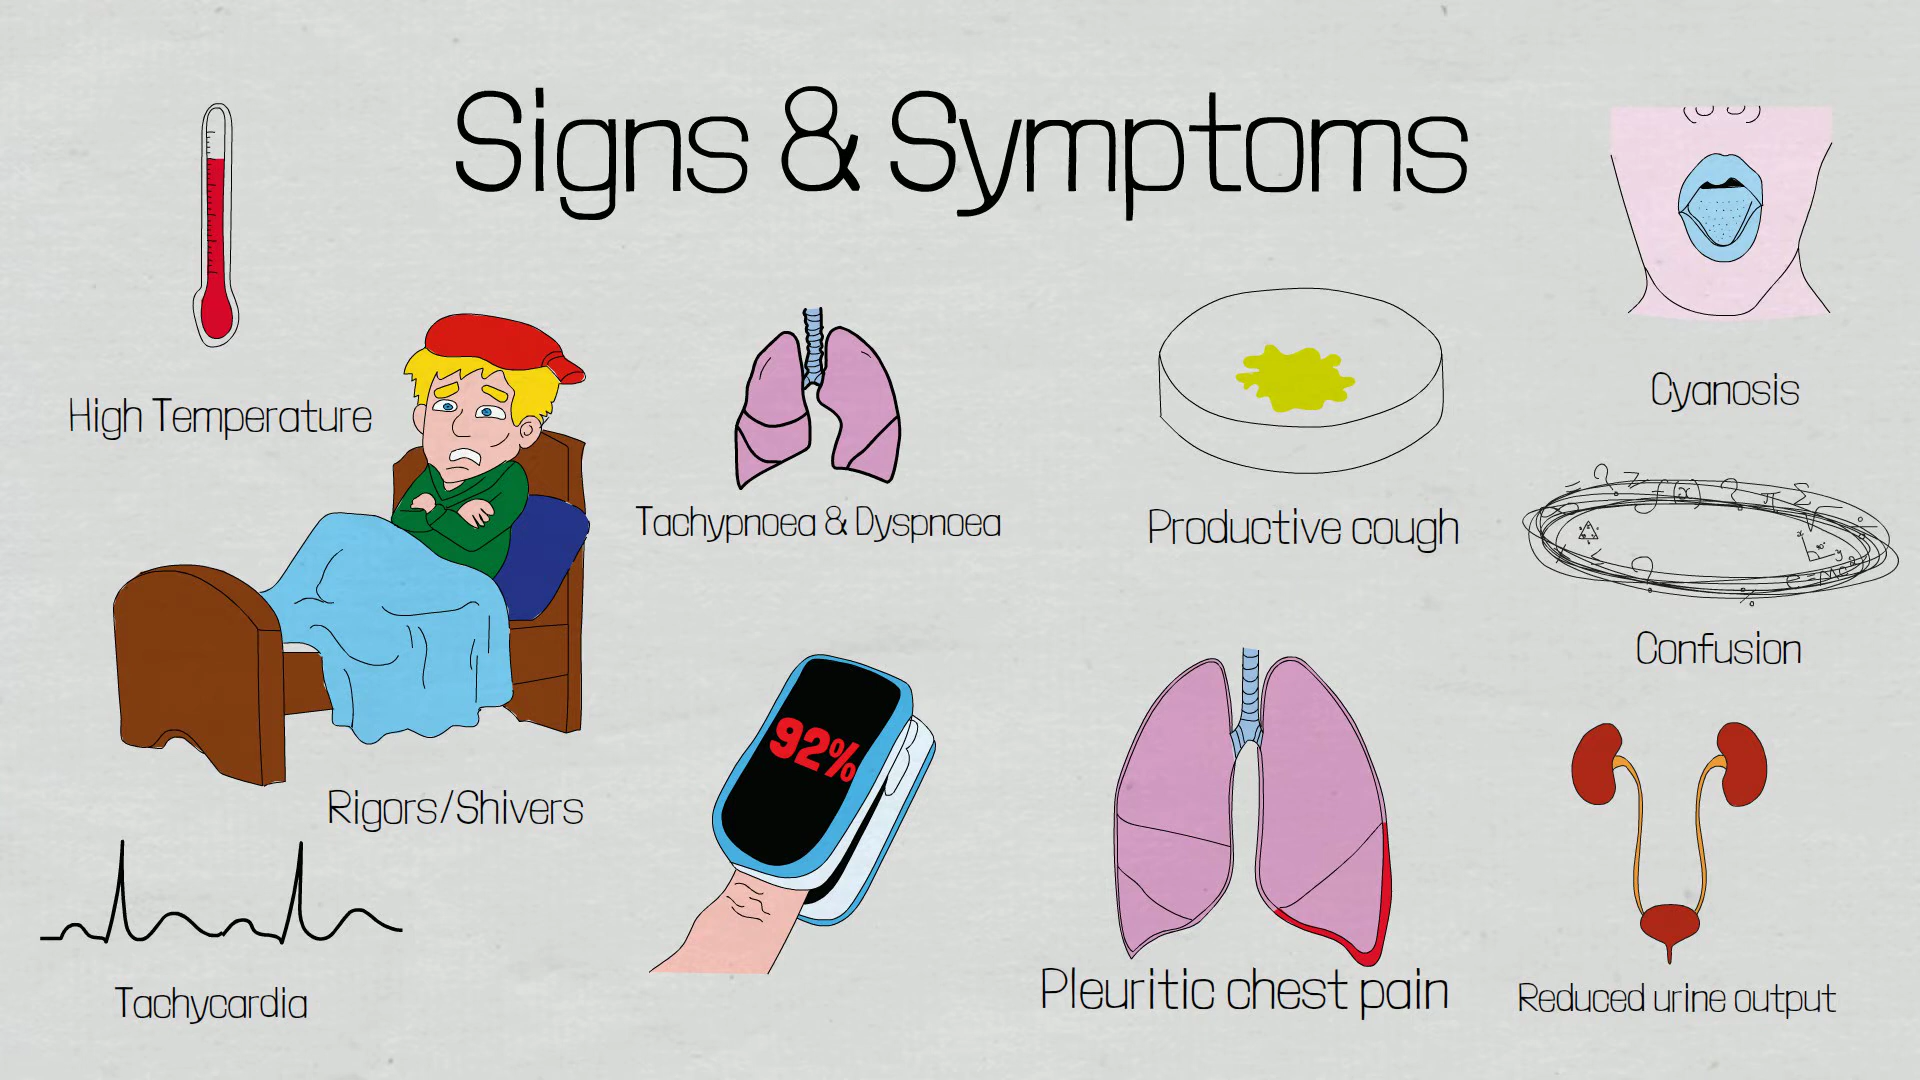 Signs & Symptoms
High Temperature
Rigors/Shivers
Tachycardia
Tachypnoea & Dyspnoea
92%
Productive cough
Pleuritic chest pain
Cyanosis
Confusion
Reduced urine output